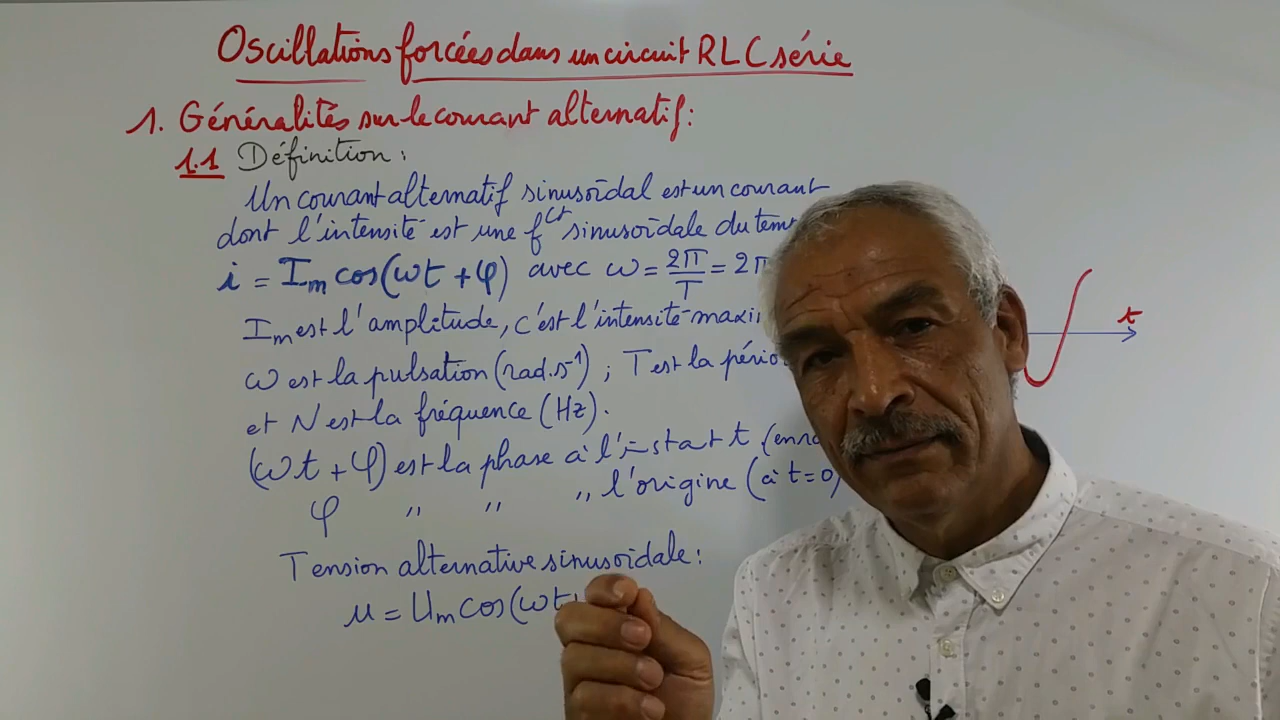 Oscillations forcées dans un circuit RLC série
1. Généralités sur le courant alternatif:
1.1 Définition:
Un courant alternatif sinusoïdal est un courant
dont l'intensité est une fct sinusoïdale du
i = Im cos(ωt + φ) avec ω = 2π/T = 2π
Im est l'amplitude, c'est l'intensité
ω est la pulsation (rad.s⁻¹) ; T est la
et N est la fréquence (Hz).
(ωt + φ) est la phase à l'instant t (en
φ " " " l'origine (à t=0)
Tension alternative sinusoïdale:
u = Um cos(ωt
t